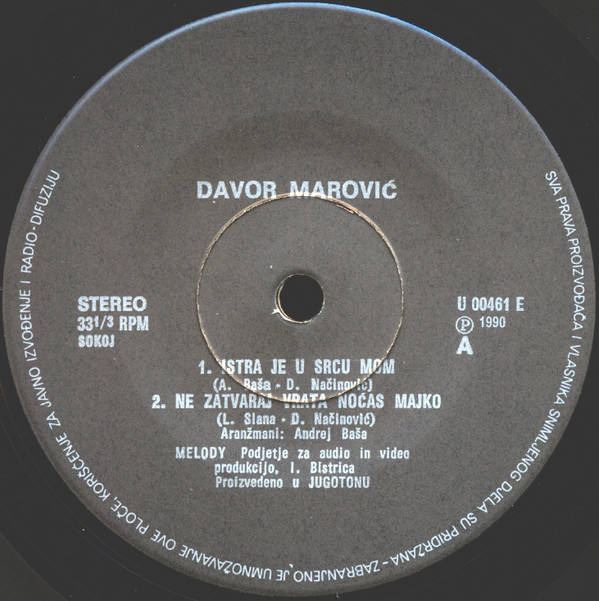 DAVOR MAROVIĆ
STEREO
33 1/3 RPM
SOKOJ
U 00461 E
Ⓟ 1990
A
1. ISTRA JE U SRCU MOM
(A. Baša - D. Načinović)
2. NE ZATVARAJ VRATA NOĆAS MAJKO
(L. Slana - D. Načinović)
Aranžmani: Andrej Baša
MELODY Podjetje za audio in video
produkcijo, I. Bistrica
Proizvedeno u JUGOTONU
SVA PRAVA PROIZVOĐAČA I VLASNIKA SNIMLJENOG DJELA SU PRIDRŽANA - ZABRANJENO JE UMNOŽAVANJE OVE PLOČE, KORIŠĆENJE ZA JAVNO IZVOĐENJE I RADIO-DIFUZIJU